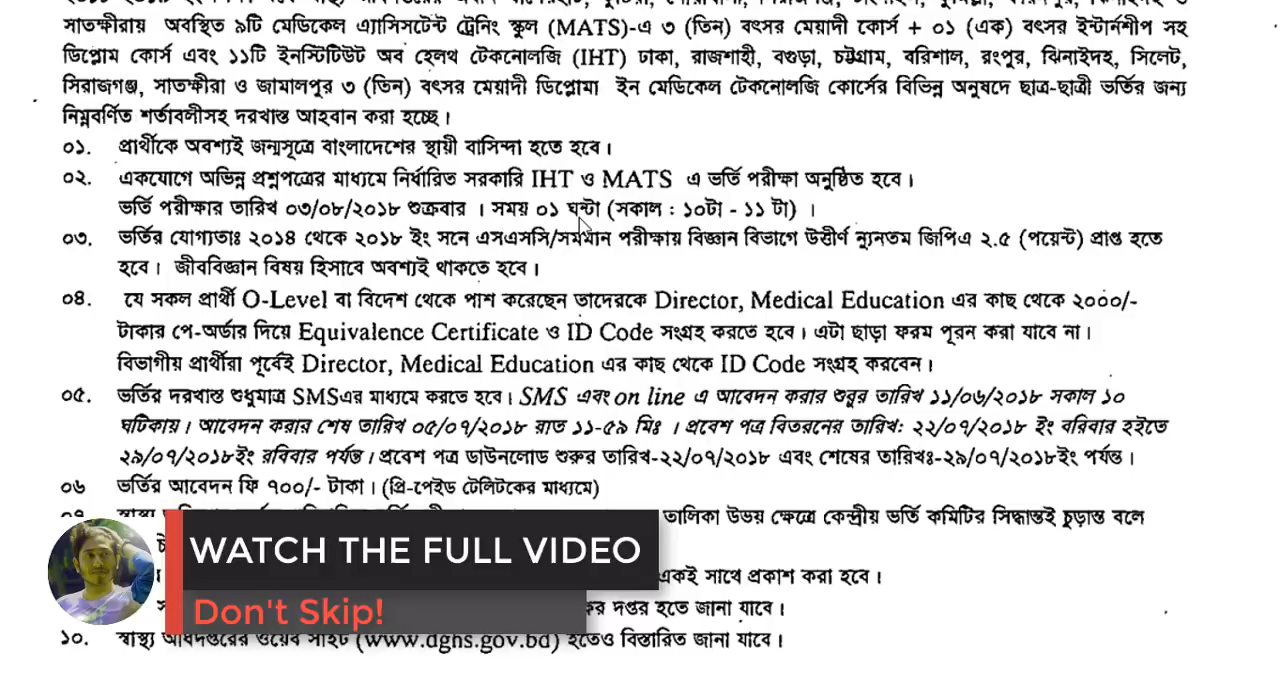 সাতক্ষীরায় অবস্থিত ৯টি মেডিকেল এ্যাসিসটেন্ট ট্রেনিং স্কুল (MATS)-এ ৩ (তিন) বৎসর মেয়াদী কোর্স + ০১ (এক) বৎসর ইন্টার্নশীপ সহ
ডিপ্লোম কোর্স এবং ১১টি ইনস্টিটিউট অব হেলথ টেকনোলজি (IHT) ঢাকা, রাজশাহী, বগুড়া, চট্টগ্রাম, বরিশাল, রংপুর, ঝিনাইদহ, সিলেট,
সিরাজগঞ্জ, সাতক্ষীরা ও জামালপুর ৩ (তিন) বৎসর মেয়াদী ডিপ্লোমা ইন মেডিকেল টেকনোলজি কোর্সের বিভিন্ন অনুষদে ছাত্র-ছাত্রী ভর্তির জন্য
নিম্নবর্ণিত শর্তাবলীসহ দরখাস্ত আহবান করা হচ্ছে।
০১. প্রার্থীকে অবশ্যই জন্মসূত্রে বাংলাদেশের স্থায়ী বাসিন্দা হতে হবে।
০২. একযোগে অভিন্ন প্রশ্নপত্রের মাধ্যমে নির্ধারিত সরকারি IHT ও MATS এ ভর্তি পরীক্ষা অনুষ্ঠিত হবে।
ভর্তি পরীক্ষার তারিখ ০৩/০৮/২০১৮ শুক্রবার । সময় ০১ ঘন্টা (সকাল : ১০টা - ১১ টা) ।
০৩. ভর্তির যোগ্যতাঃ ২০১৪ থেকে ২০১৮ ইং সনে এসএসসি/সমমান পরীক্ষায় বিজ্ঞান বিভাগে উত্তীর্ণ ন্যুনতম জিপিএ ২.৫ (পয়েন্ট) প্রাপ্ত হতে
হবে। জীববিজ্ঞান বিষয় হিসাবে অবশ্যই থাকতে হবে।
০৪. যে সকল প্রার্থী O-Level বা বিদেশ থেকে পাশ করেছেন তাদেরকে Director, Medical Education এর কাছ থেকে ২০০০/-
টাকার পে-অর্ডার দিয়ে Equivalence Certificate ও ID Code সংগ্রহ করতে হবে। এটা ছাড়া ফরম পূরন করা যাবে না।
বিভাগীয় প্রার্থীরা পূর্বেই Director, Medical Education এর কাছ থেকে ID Code সংগ্রহ করবেন।
০৫. ভর্তির দরখাস্ত শুধুমাত্র SMSএর মাধ্যমে করতে হবে। SMS এবং on line এ আবেদন করার শুরুর তারিখ ১১/০৬/২০১৮ সকাল ১০
ঘটিকায়। আবেদন করার শেষ তারিখ ০৫/০৭/২০১৮ রাত ১১-৫৯ মিঃ । প্রবেশ পত্র বিতরনের তারিখ: ২২/০৭/২০১৮ ইং রবিবার হইতে
২৯/০৭/২০১৮ইং রবিবার পর্যন্ত। প্রবেশ পত্র ডাউনলোড শুরুর তারিখ-২২/০৭/২০১৮ এবং শেষের তারিখঃ-২৯/০৭/২০১৮ইং পর্যন্ত।
০৬ ভর্তির আবেদন ফি ৭০০/- টাকা। (প্রি-পেইড টেলিটকের মাধ্যমে)
তালিকা উভয় ক্ষেত্রে কেন্দ্রীয় ভর্তি কমিটির সিদ্ধান্তই চুড়ান্ত বলে
WATCH THE FULL VIDEO
একই সাথে প্রকাশ করা হবে।
Don't Skip!
দপ্তর হতে জানা যাবে।
১০. স্বাস্থ্য অধিদপ্তরের ওয়েব সাইট (www.dghs.gov.bd) হতেও বিস্তারিত জানা যাবে।